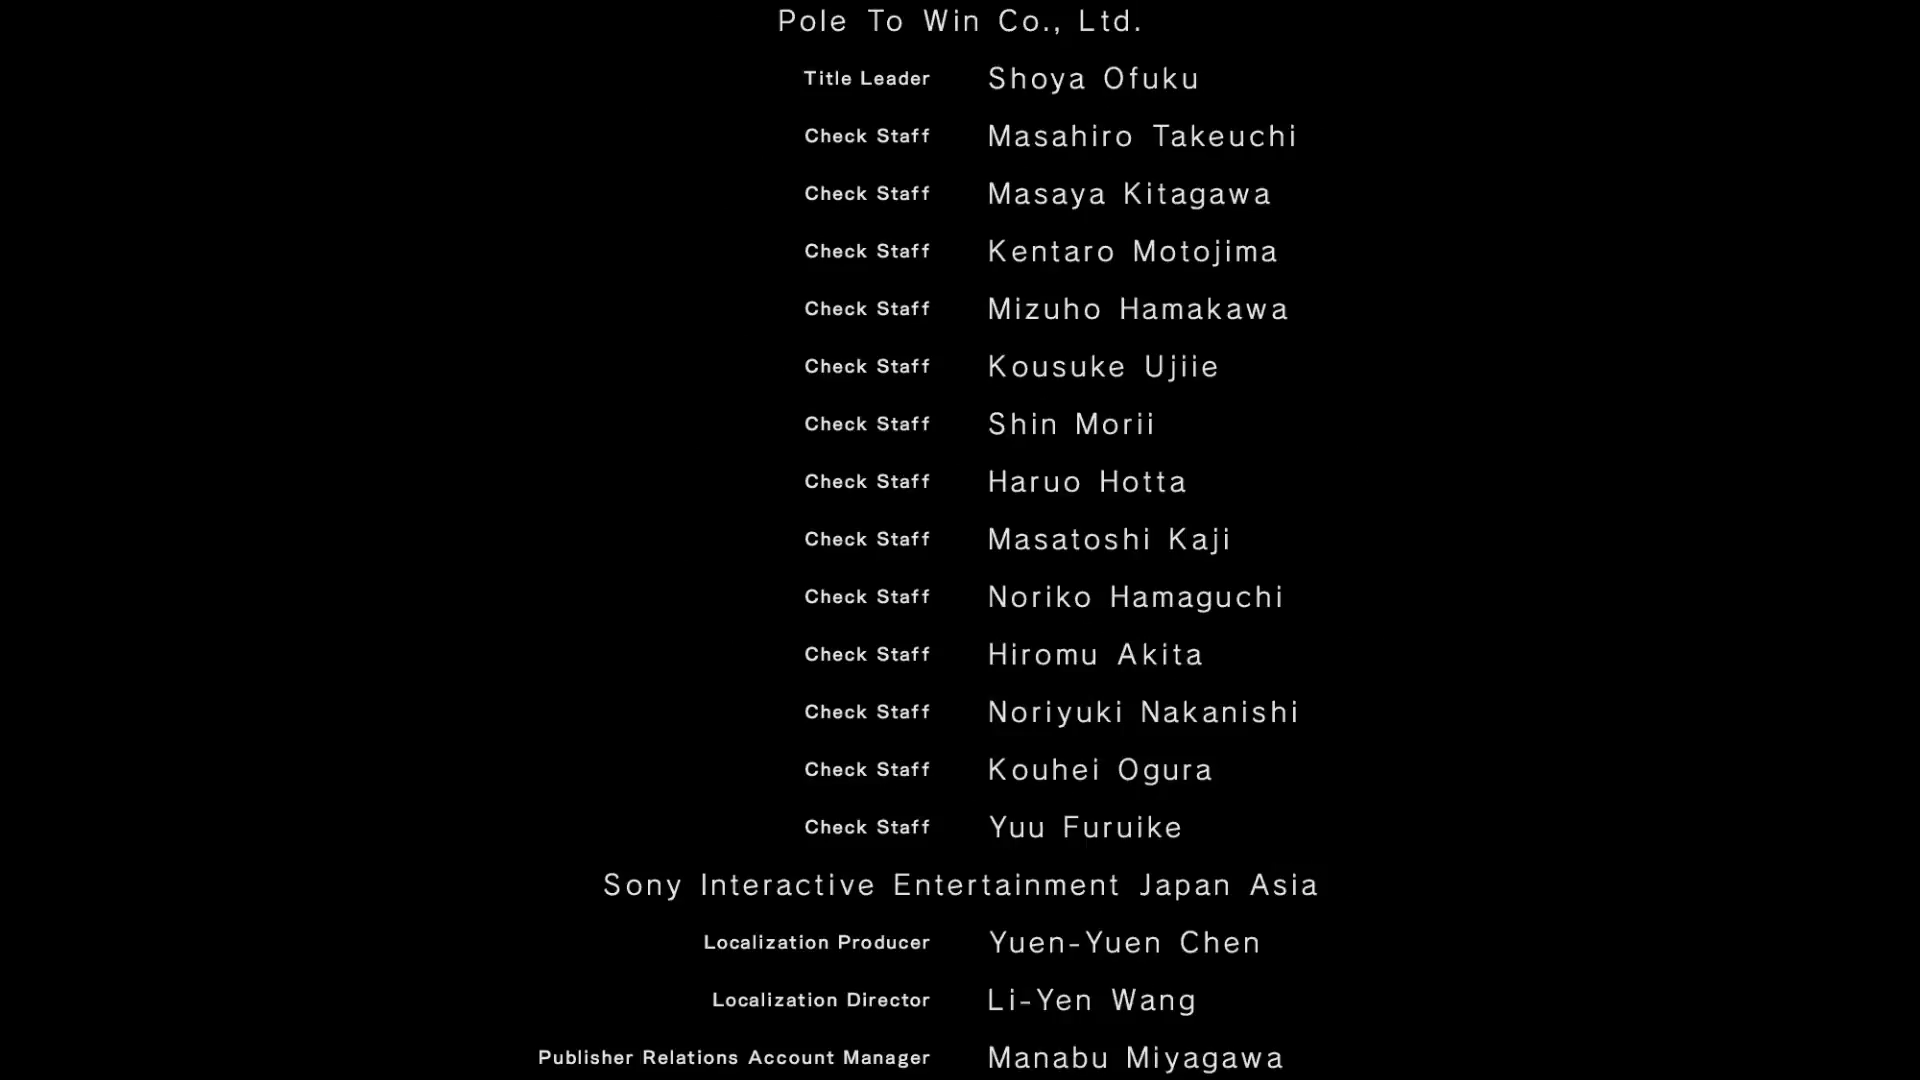 Pole To Win Co., Ltd.
Title Leader Shoya Ofuku
Check Staff Masahiro Takeuchi
Check Staff Masaya Kitagawa
Check Staff Kentaro Motojima
Check Staff Mizuho Hamakawa
Check Staff Kousuke Ujiie
Check Staff Shin Morii
Check Staff Haruo Hotta
Check Staff Masatoshi Kaji
Check Staff Noriko Hamaguchi
Check Staff Hiromu Akita
Check Staff Noriyuki Nakanishi
Check Staff Kouhei Ogura
Check Staff Yuu Furuike
Sony Interactive Entertainment Japan Asia
Localization Producer Yuen-Yuen Chen
Localization Director Li-Yen Wang
Publisher Relations Account Manager Manabu Miyagawa